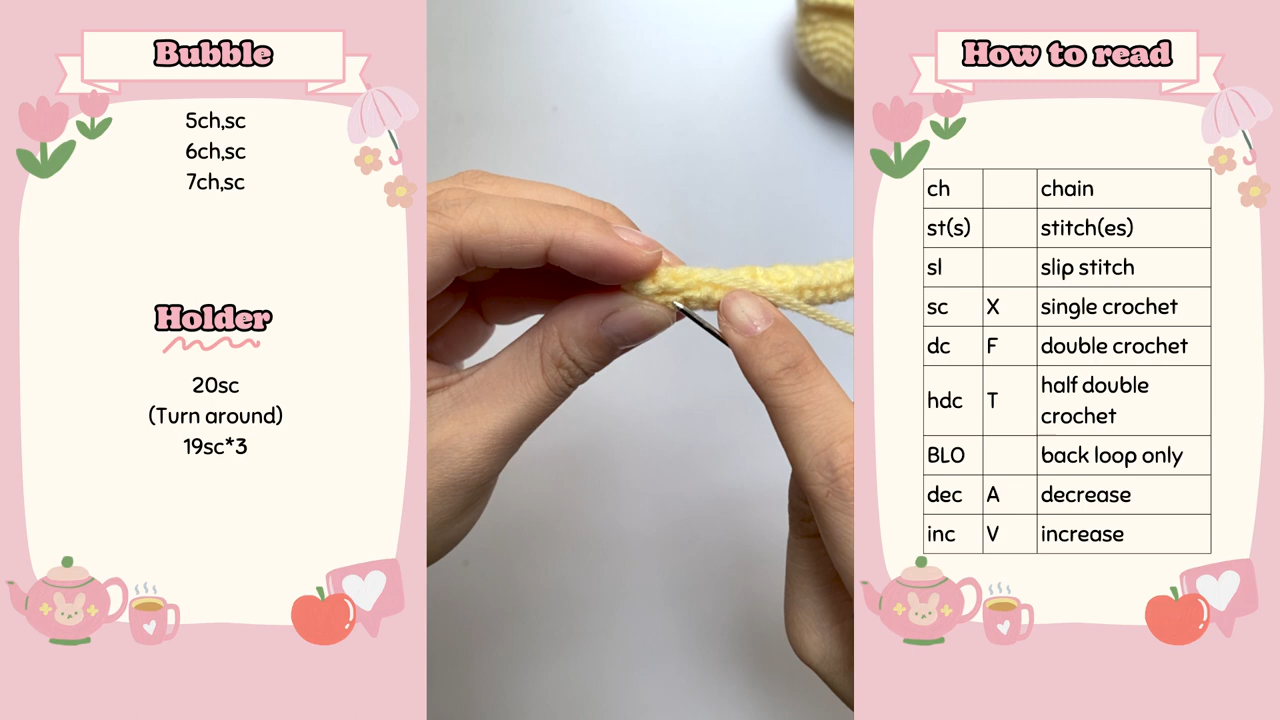 Bubble
5ch,sc
6ch,sc
7ch,sc
Holder
20sc
(Turn around)
19sc*3
How to read
ch chain
st(s) stitch(es)
sl slip stitch
sc X single crochet
dc F double crochet
hdc T half double
crochet
BLO back loop only
dec A decrease
inc V increase